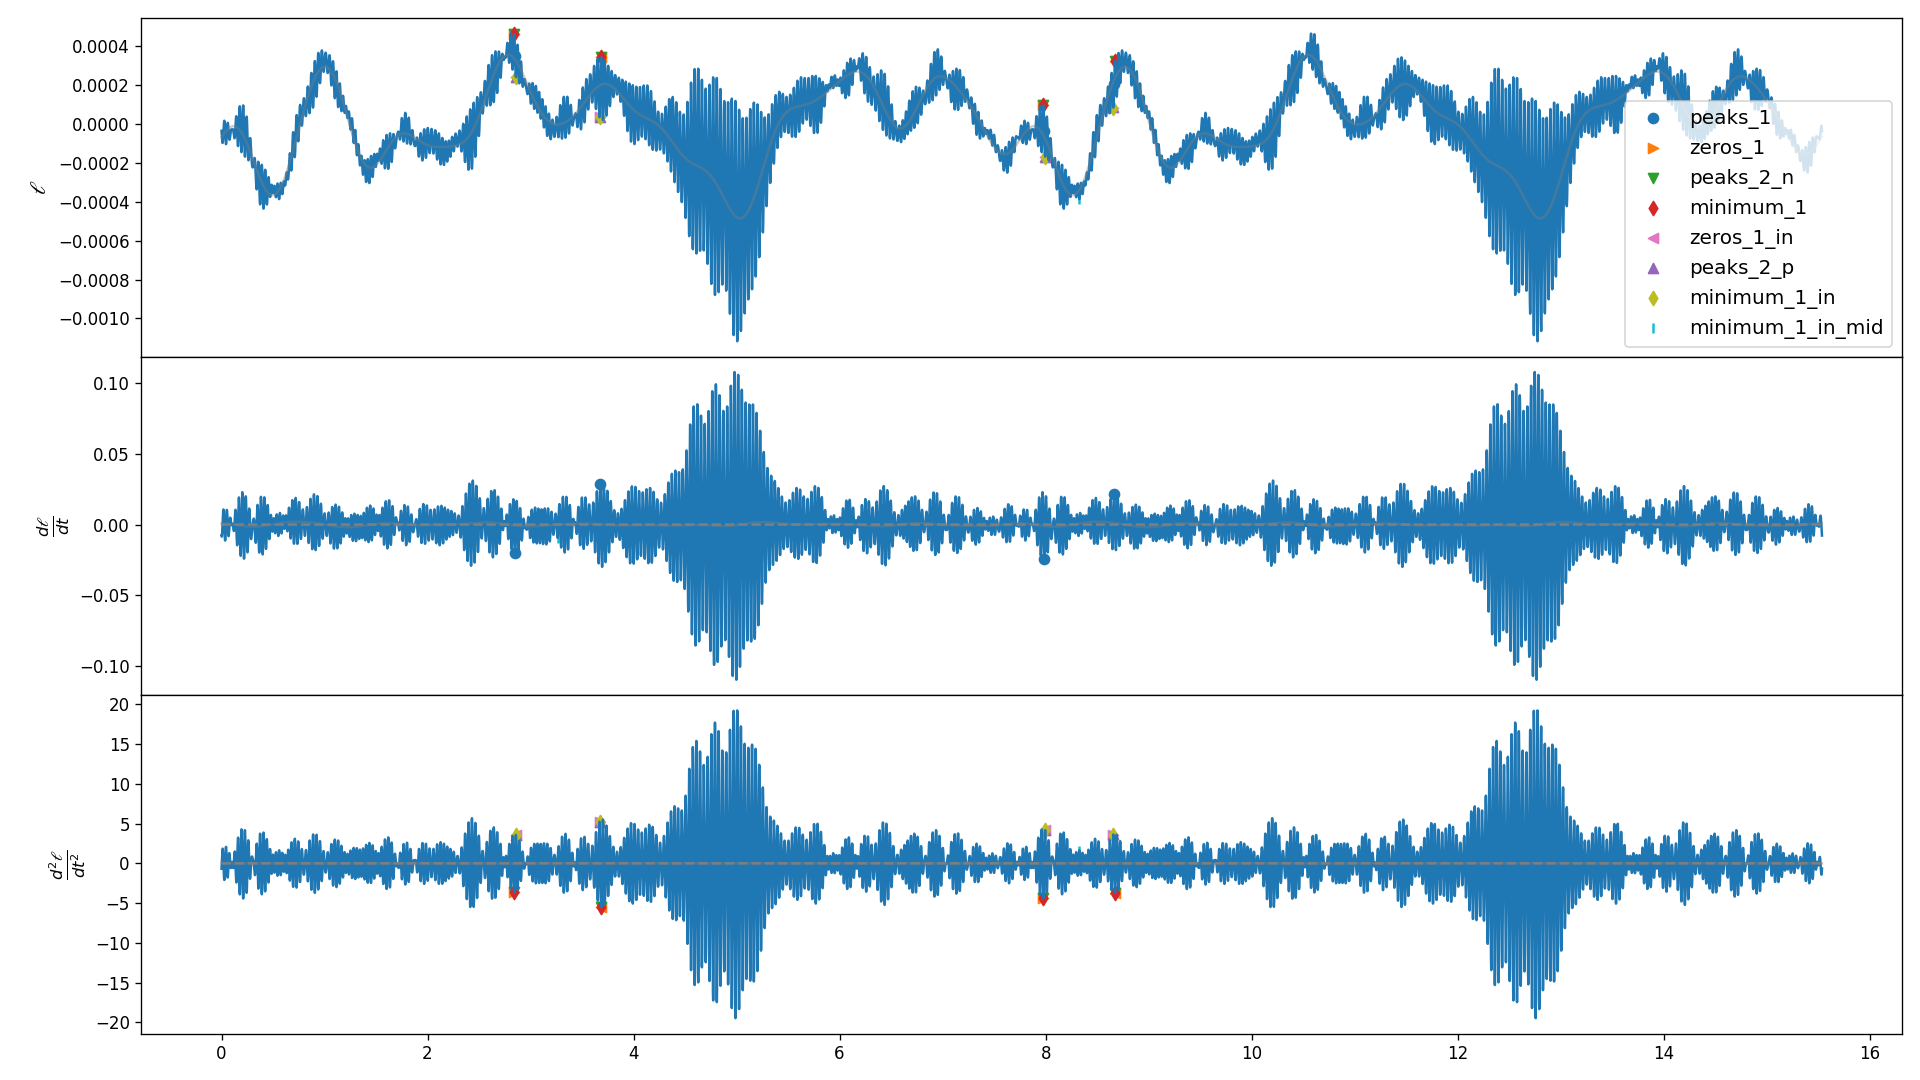 0.0004
0.0002
0.0000
−0.0002
−0.0004
−0.0006
−0.0008
−0.0010
ℓ
peaks_1
zeros_1
peaks_2_n
minimum_1
zeros_1_in
peaks_2_p
minimum_1_in
minimum_1_in_mid
0.10
0.05
0.00
−0.05
−0.10
dℓ
dt
20
15
10
5
0
−5
−10
−15
−20
d²ℓ
dt²
0 2 4 6 8 10 12 14 16